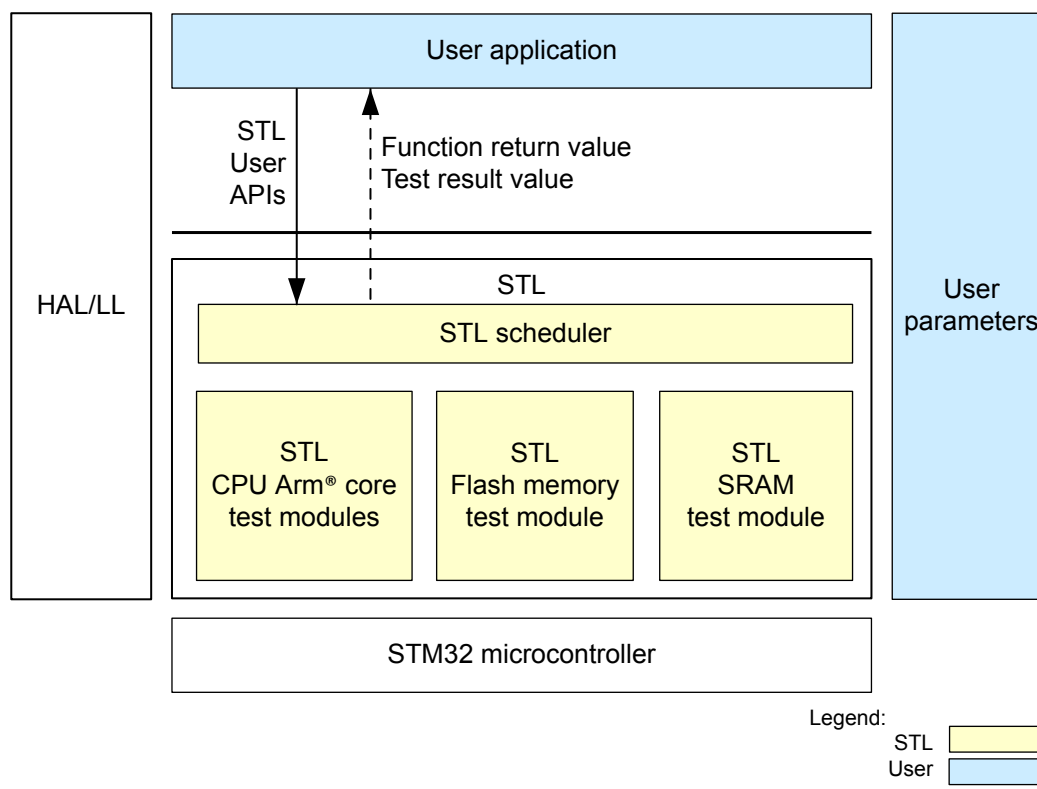 User application
STL
User
APIs
Function return value
Test result value
HAL/LL
STL
STL scheduler
STL
CPU Arm® core
test modules
STL
Flash memory
test module
STL
SRAM
test module
User
parameters
STM32 microcontroller
Legend:
STL
User